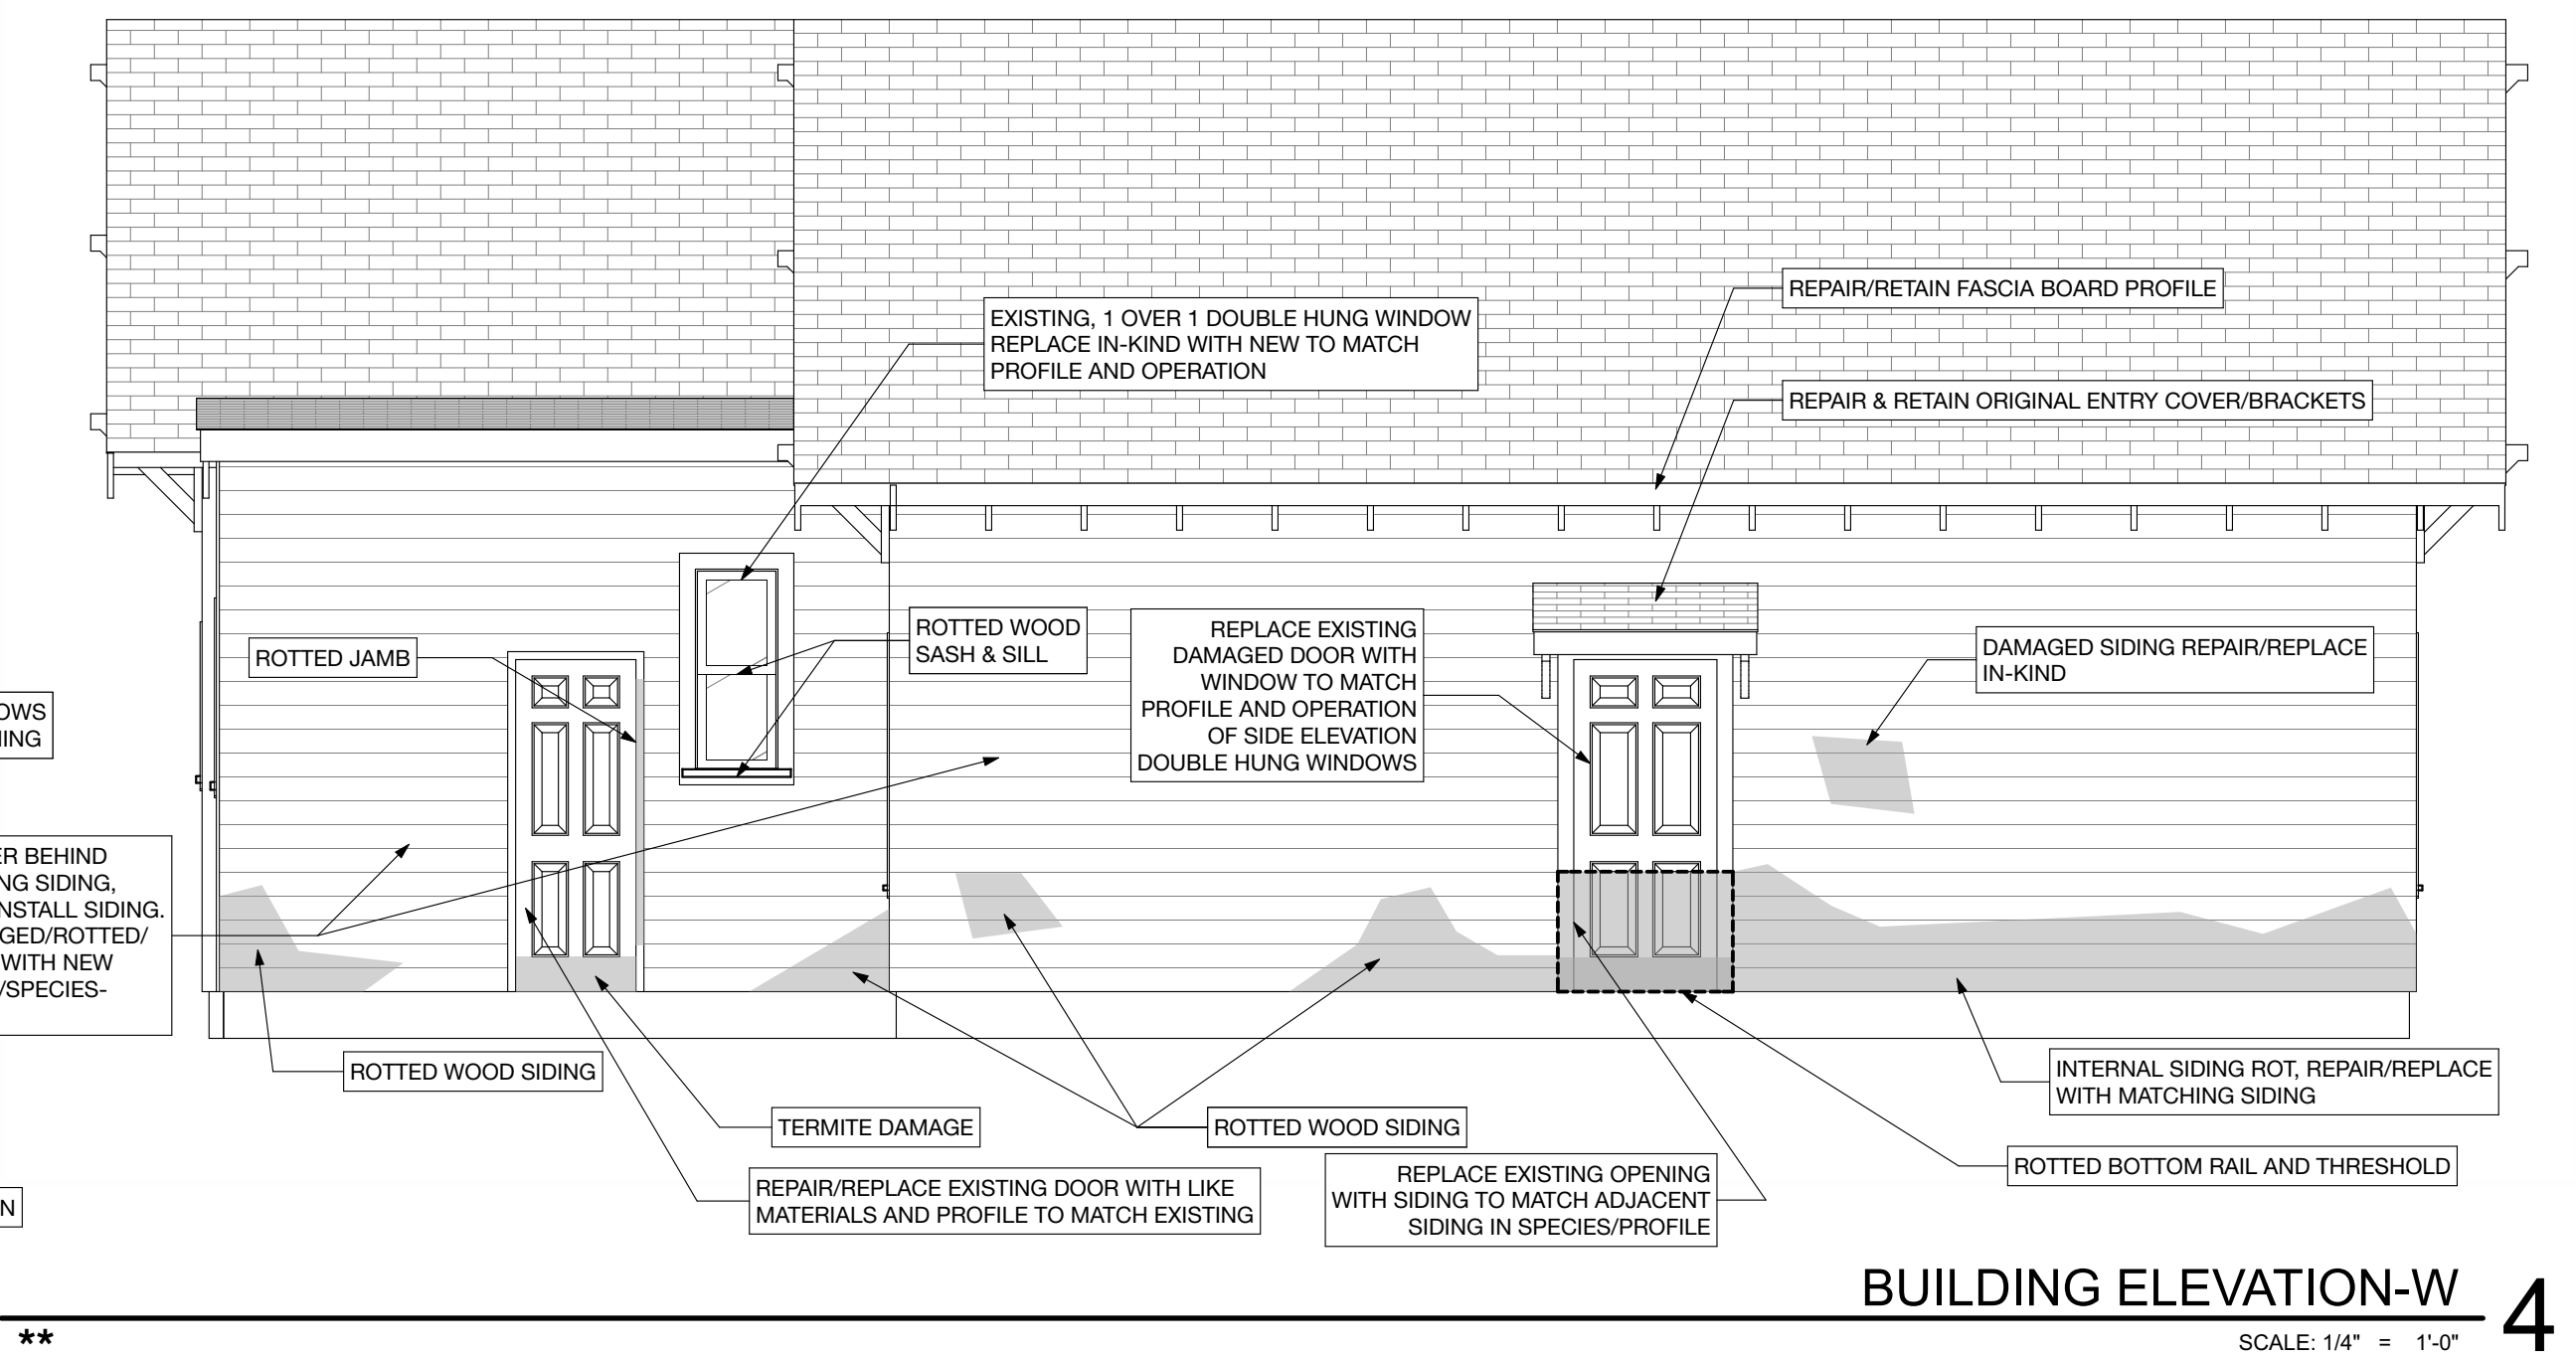 REPAIR/RETAIN FASCIA BOARD PROFILE
EXISTING, 1 OVER 1 DOUBLE HUNG WINDOW
REPLACE IN-KIND WITH NEW TO MATCH
PROFILE AND OPERATION
REPAIR & RETAIN ORIGINAL ENTRY COVER/BRACKETS
ROTTED JAMB
ROTTED WOOD
SASH & SILL
REPLACE EXISTING
DAMAGED DOOR WITH
WINDOW TO MATCH
PROFILE AND OPERATION
OF SIDE ELEVATION
DOUBLE HUNG WINDOWS
DAMAGED SIDING REPAIR/REPLACE
IN-KIND
OWS
ER BEHIND
NG SIDING,
NSTALL SIDING.
GED/ROTTED/
WITH NEW
/SPECIES-
ROTTED WOOD SIDING
INTERNAL SIDING ROT, REPAIR/REPLACE
WITH MATCHING SIDING
TERMITE DAMAGE
ROTTED WOOD SIDING
ROTTED BOTTOM RAIL AND THRESHOLD
REPAIR/REPLACE EXISTING DOOR WITH LIKE
MATERIALS AND PROFILE TO MATCH EXISTING
REPLACE EXISTING OPENING
WITH SIDING TO MATCH ADJACENT
SIDING IN SPECIES/PROFILE
N
BUILDING ELEVATION-W
4
**
SCALE: 1/4" = 1'-0"